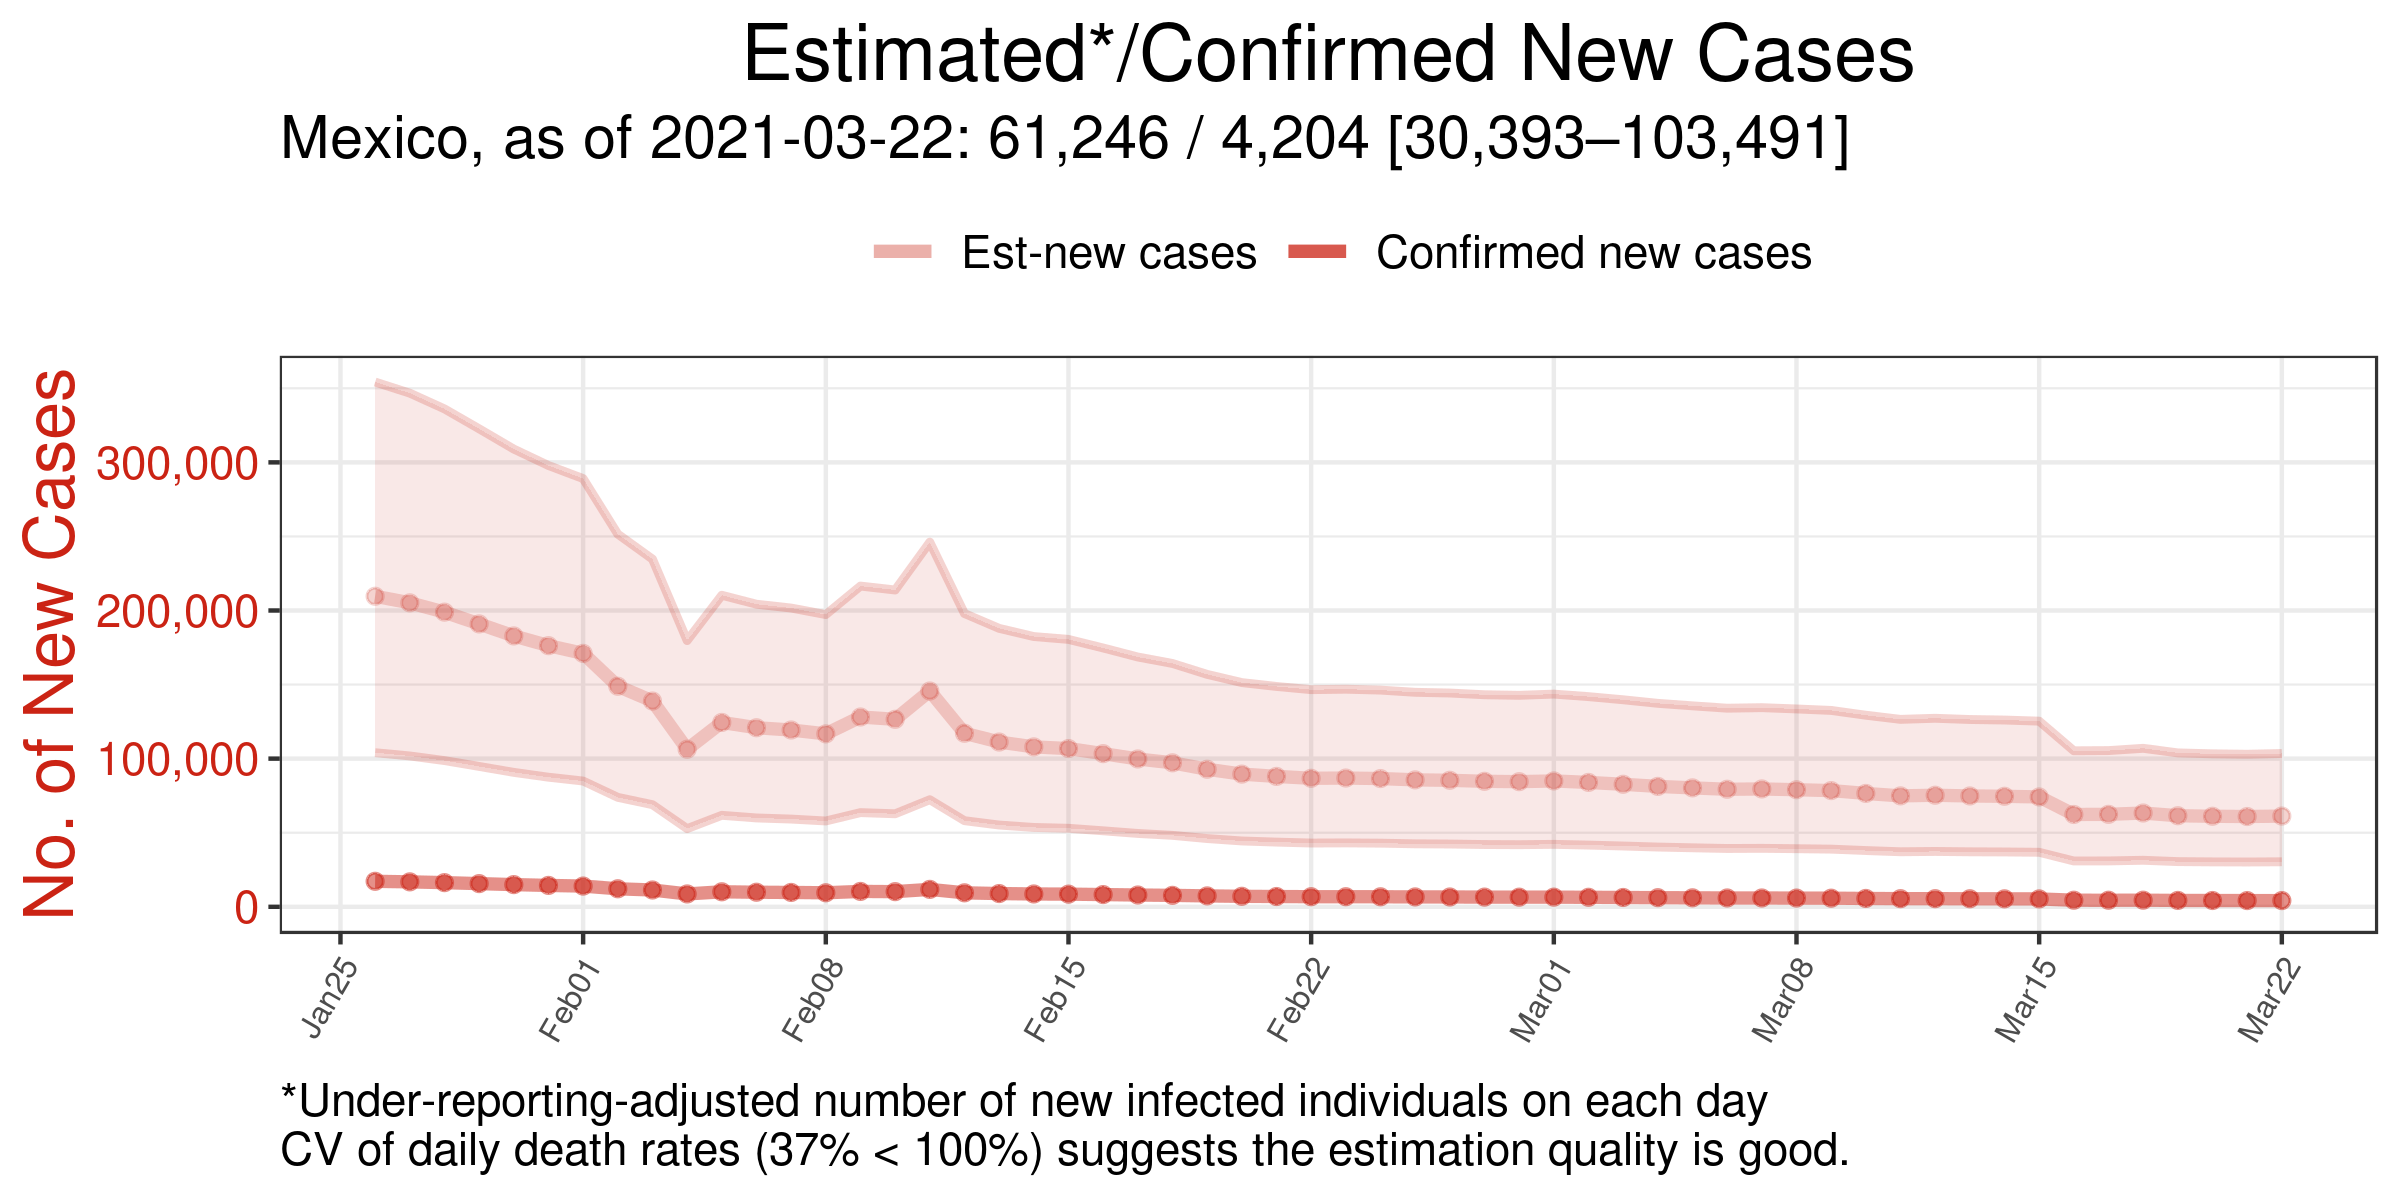 Estimated*/Confirmed New Cases
Mexico, as of 2021-03-22: 61,246 / 4,204 [30,393–103,491]
Est-new cases
Confirmed new cases
No. of New Cases
300,000
200,000
100,000
0
Jan25
Feb01
Feb08
Feb15
Feb22
Mar01
Mar08
Mar15
Mar22
*Under-reporting-adjusted number of new infected individuals on each day
CV of daily death rates (37% < 100%) suggests the estimation quality is good.